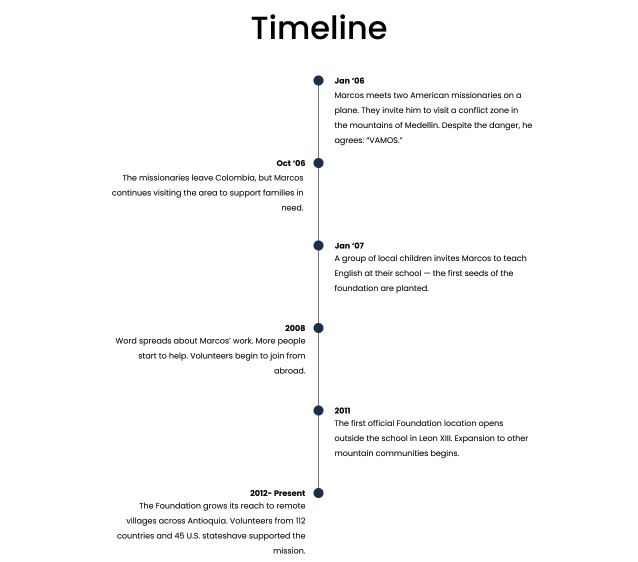 Timeline
Jan ‘06
Marcos meets two American missionaries on a
plane. They invite him to visit a conflict zone in
the mountains of Medellín. Despite the danger, he
agrees: “VAMOS.”
Oct ‘06
The missionaries leave Colombia, but Marcos
continues visiting the area to support families in
need.
Jan ‘07
A group of local children invites Marcos to teach
English at their school — the first seeds of the
foundation are planted.
2008
Word spreads about Marcos’ work. More people
start to help. Volunteers begin to join from
abroad.
2011
The first official Foundation location opens
outside the school in Leon XIII. Expansion to other
mountain communities begins.
2012- Present
The Foundation grows its reach to remote
villages across Antioquia. Volunteers from 112
countries and 45 U.S. stateshave supported the
mission.